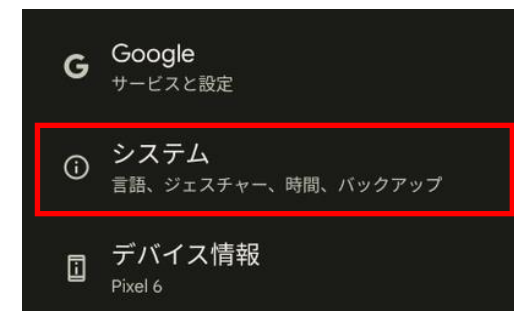 Google
サービスと設定
システム
言語、ジェスチャー、時間、バックアップ
デバイス情報
Pixel 6